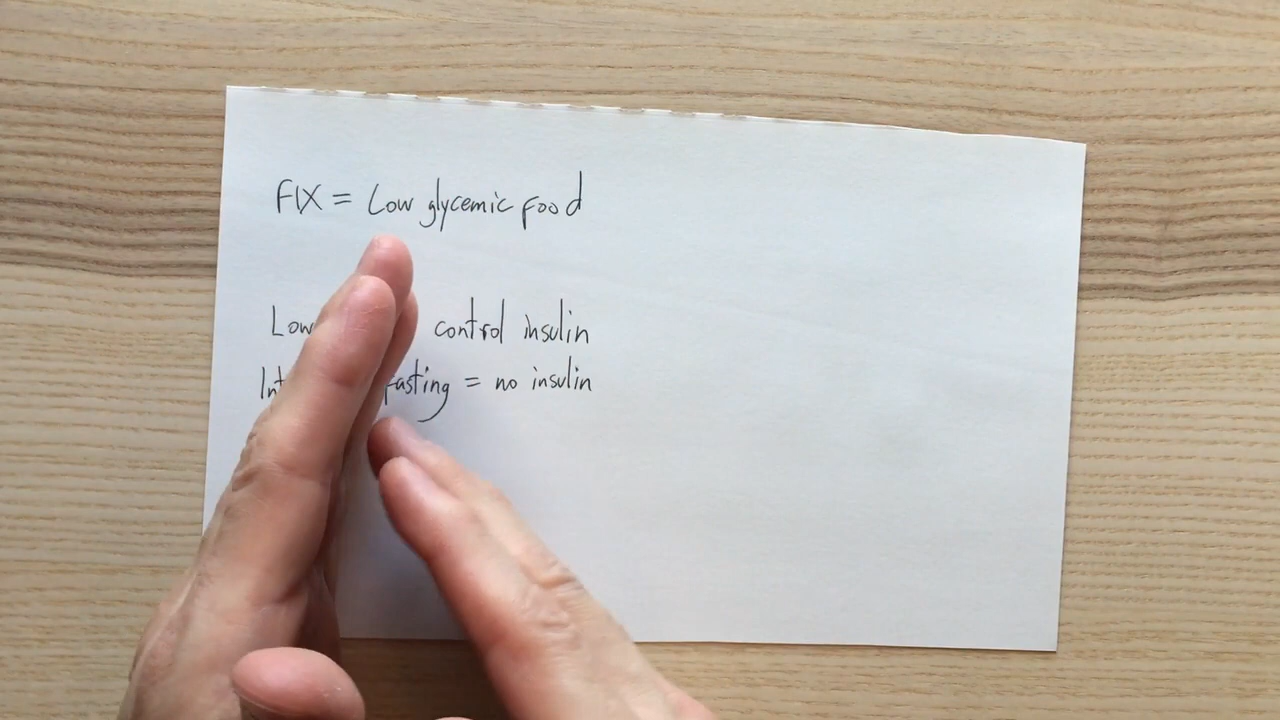 FIX = Low glycemic food
Low control insulin
fasting = no insulin